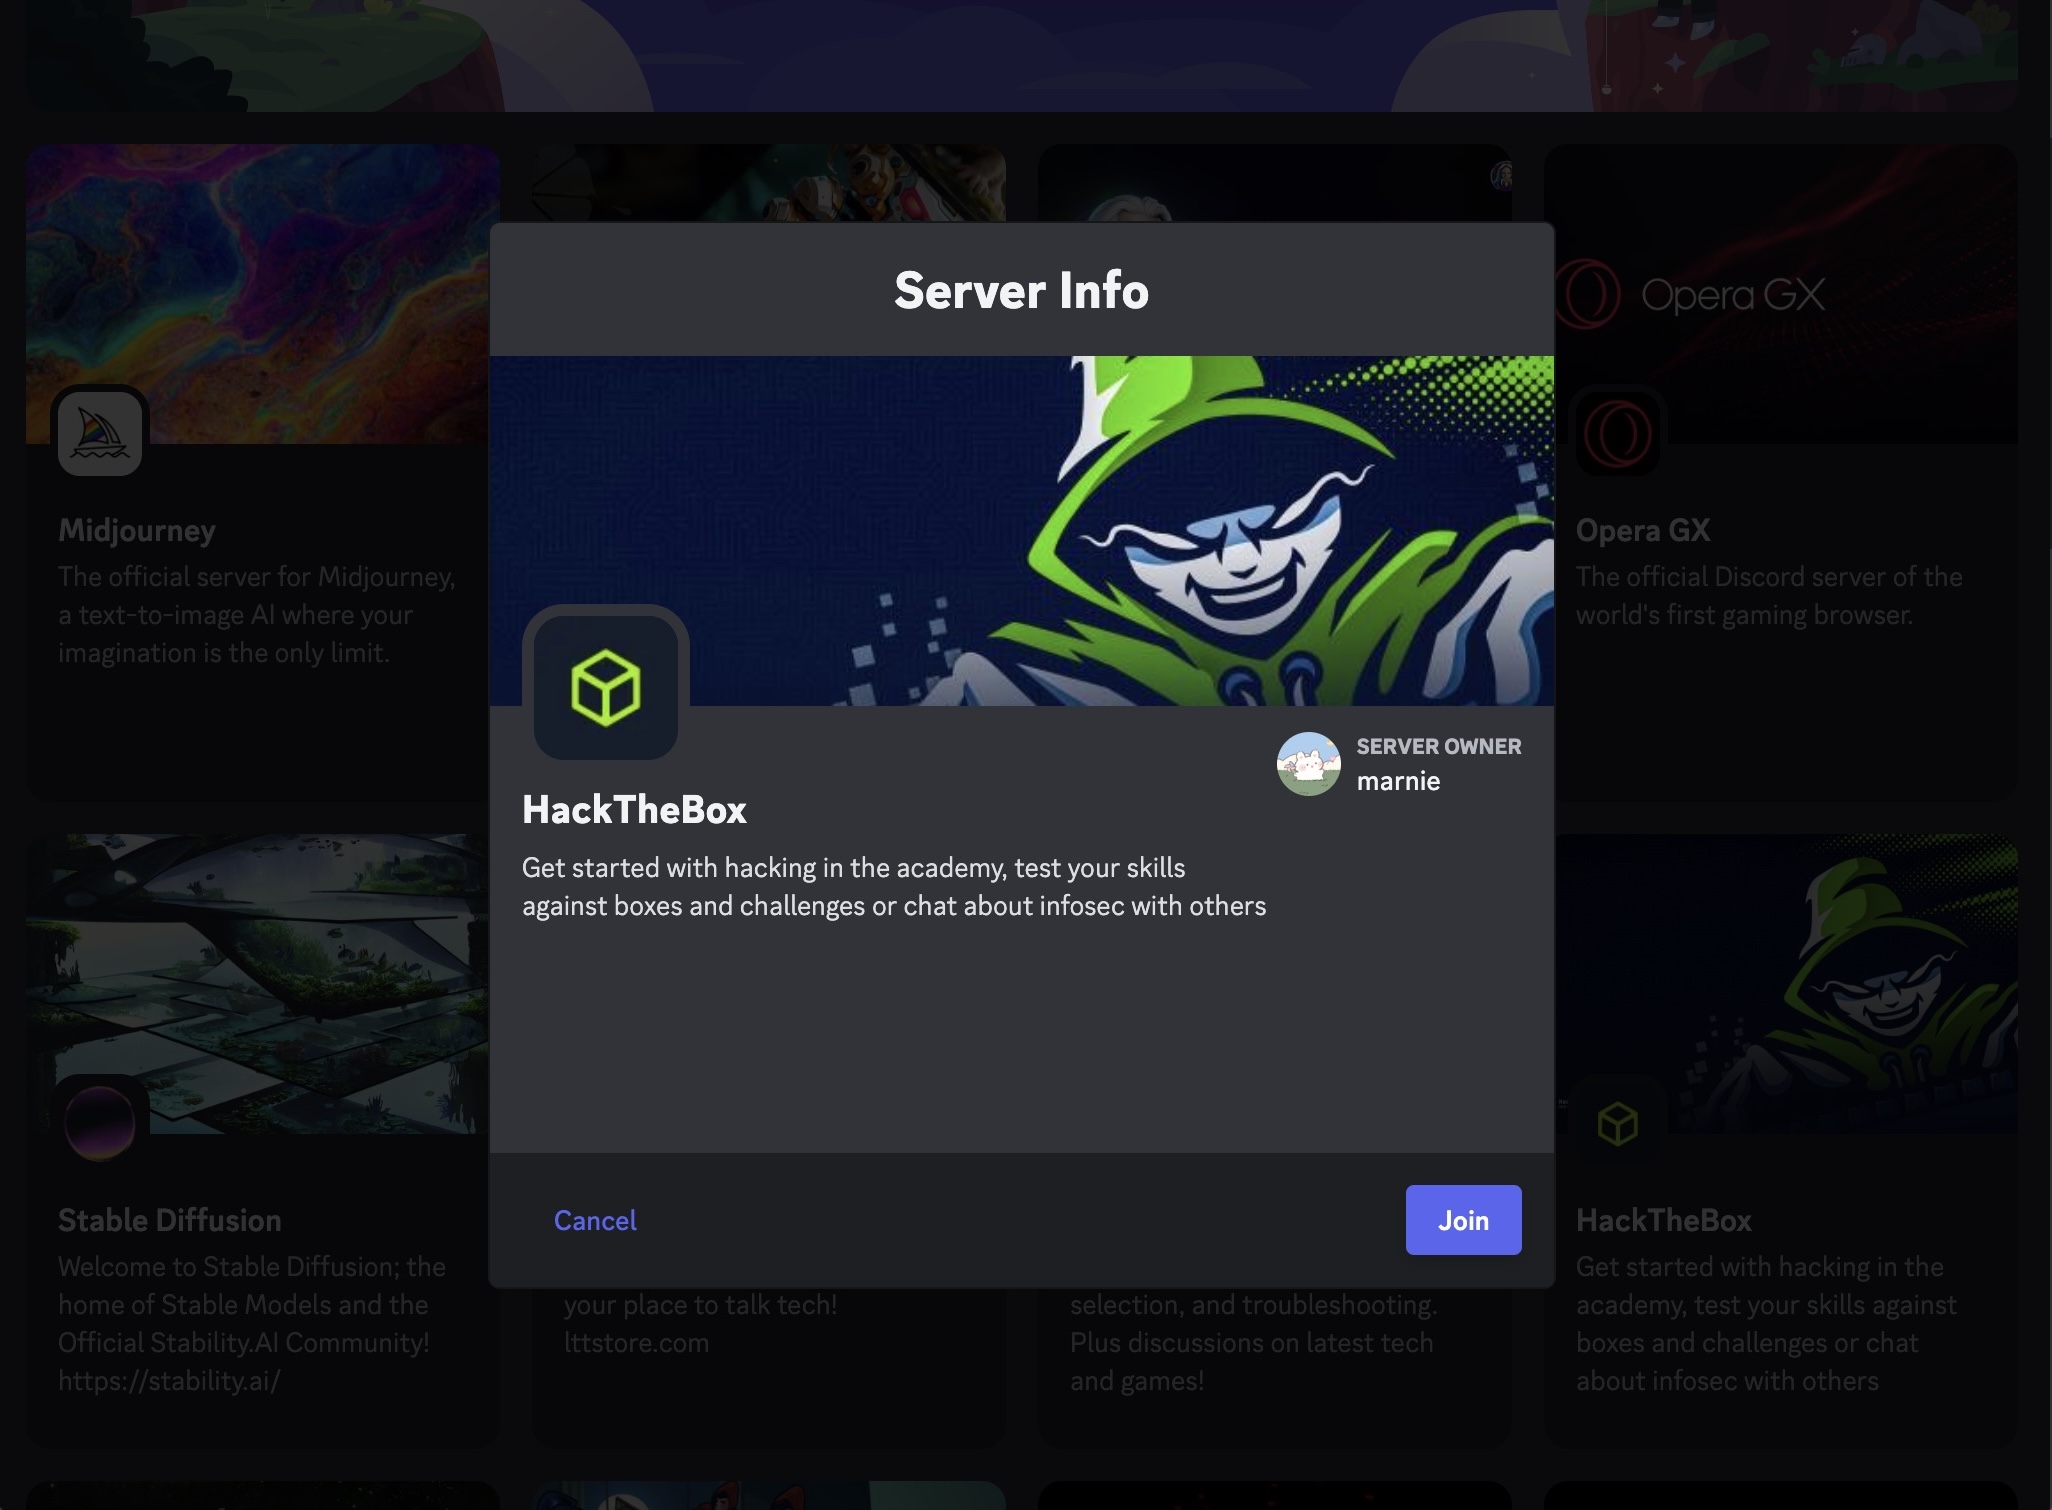 Server Info
SERVER OWNER
marnie
HackTheBox
Get started with hacking in the academy, test your skills
against boxes and challenges or chat about infosec with others
Cancel
Join
Midjourney
The official server for Midjourney,
a text-to-image AI where your
imagination is the only limit.
Opera GX
Opera GX
The official Discord server of the
world's first gaming browser.
Stable Diffusion
Welcome to Stable Diffusion; the
home of Stable Models and the
Official Stability.AI Community!
https://stability.ai/
your place to talk tech!
lttstore.com
selection, and troubleshooting.
Plus discussions on latest tech
and games!
HackTheBox
Get started with hacking in the
academy, test your skills against
boxes and challenges or chat
about infosec with others